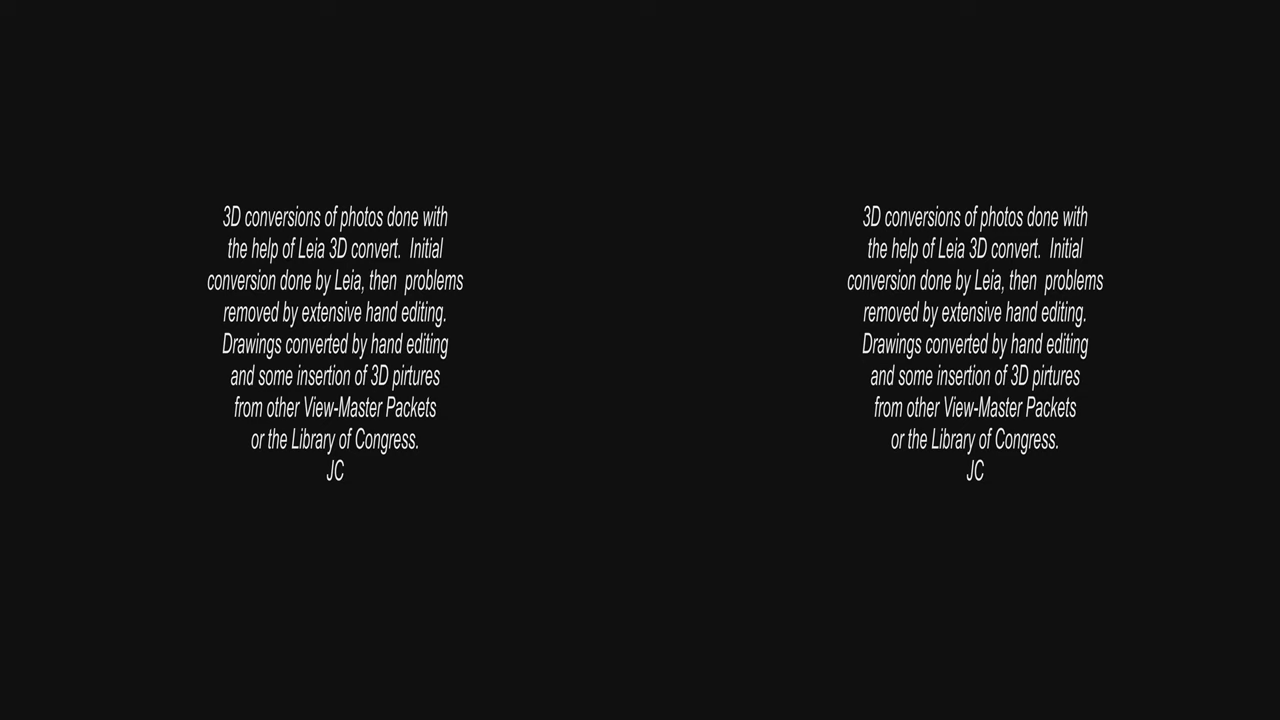 3D conversions of photos done with
the help of Leia 3D convert.  Initial
conversion done by Leia, then  problems
removed by extensive hand editing.
Drawings converted by hand editing
and some insertion of 3D pirtures
from other View-Master Packets
or the Library of Congress.
JC
3D conversions of photos done with
the help of Leia 3D convert.  Initial
conversion done by Leia, then  problems
removed by extensive hand editing.
Drawings converted by hand editing
and some insertion of 3D pirtures
from other View-Master Packets
or the Library of Congress.
JC